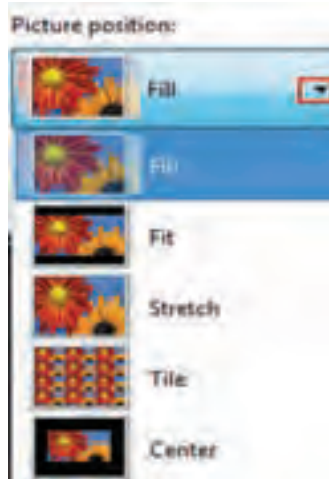 Picture position:
Fill
Fill
Fit
Stretch
Tile
Center